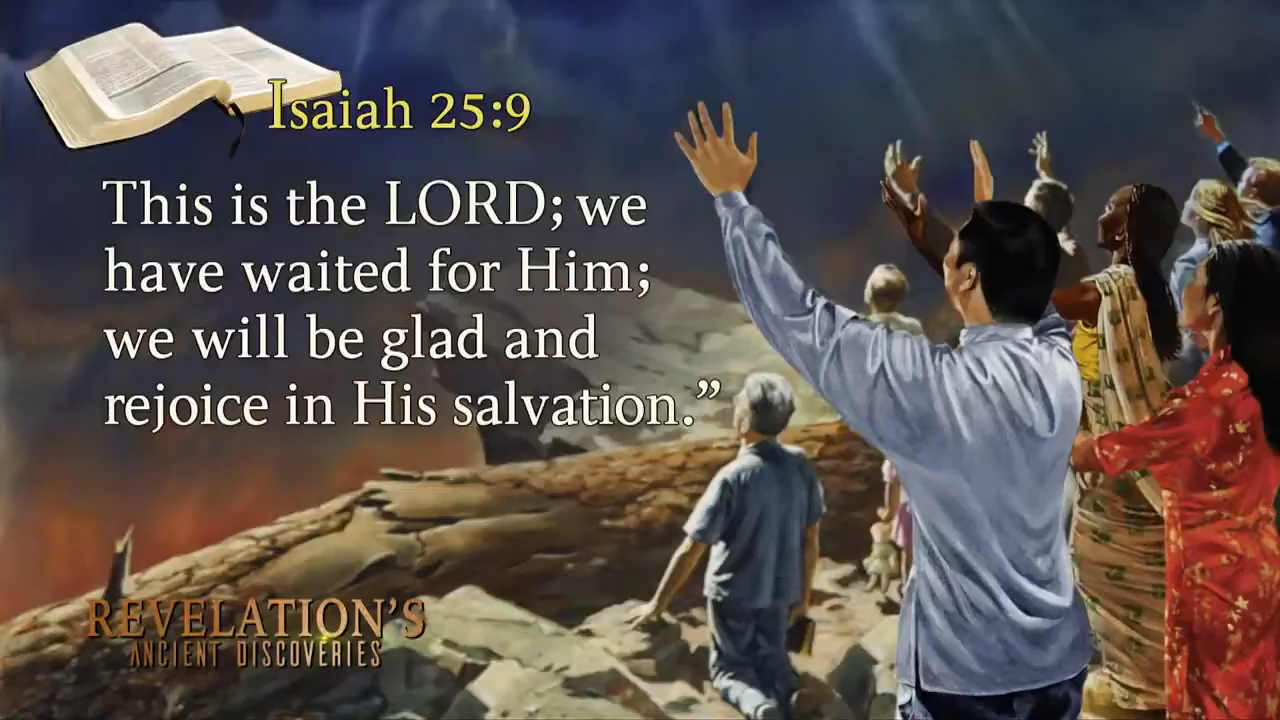 Isaiah 25:9
This is the LORD; we
have waited for Him;
we will be glad and
rejoice in His salvation.”
REVELATION'S
ANCIENT DISCOVERIES